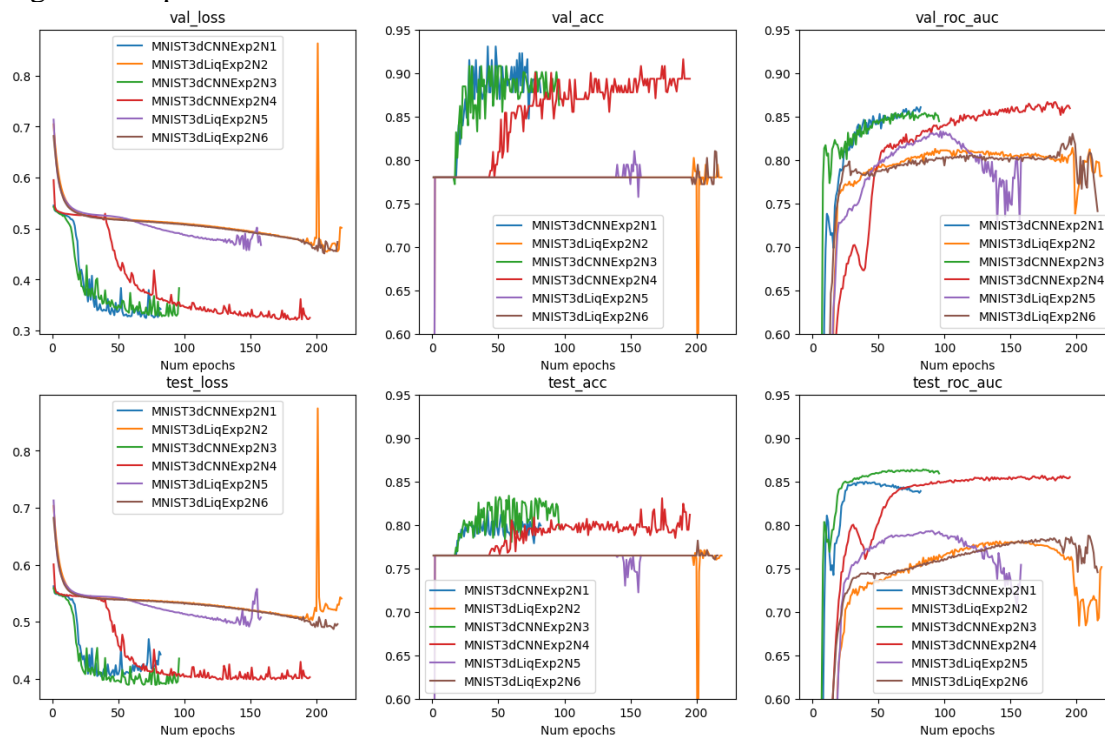 val_loss
val_acc
val_roc_auc
0.8
0.7
0.6
0.5
0.4
0.3
MNIST3dCNNExp2N1
MNIST3dLiqExp2N2
MNIST3dCNNExp2N3
MNIST3dCNNExp2N4
MNIST3dLiqExp2N5
MNIST3dLiqExp2N6
0 50 100 150 200
Num epochs
0.95
0.90
0.85
0.80
0.75
0.70
0.65
0.60
MNIST3dCNNExp2N1
MNIST3dLiqExp2N2
MNIST3dCNNExp2N3
MNIST3dCNNExp2N4
MNIST3dLiqExp2N5
MNIST3dLiqExp2N6
0 50 100 150 200
Num epochs
0.95
0.90
0.85
0.80
0.75
0.70
0.65
0.60
MNIST3dCNNExp2N1
MNIST3dLiqExp2N2
MNIST3dCNNExp2N3
MNIST3dCNNExp2N4
MNIST3dLiqExp2N5
MNIST3dLiqExp2N6
0 50 100 150 200
Num epochs
test_loss
test_acc
test_roc_auc
0.9
0.8
0.7
0.6
0.5
0.4
MNIST3dCNNExp2N1
MNIST3dLiqExp2N2
MNIST3dCNNExp2N3
MNIST3dCNNExp2N4
MNIST3dLiqExp2N5
MNIST3dLiqExp2N6
0 50 100 150 200
Num epochs
0.95
0.90
0.85
0.80
0.75
0.70
0.65
0.60
MNIST3dCNNExp2N1
MNIST3dLiqExp2N2
MNIST3dCNNExp2N3
MNIST3dCNNExp2N4
MNIST3dLiqExp2N5
MNIST3dLiqExp2N6
0 50 100 150 200
Num epochs
0.95
0.90
0.85
0.80
0.75
0.70
0.65
0.60
MNIST3dCNNExp2N1
MNIST3dLiqExp2N2
MNIST3dCNNExp2N3
MNIST3dCNNExp2N4
MNIST3dLiqExp2N5
MNIST3dLiqExp2N6
0 50 100 150 200
Num epochs